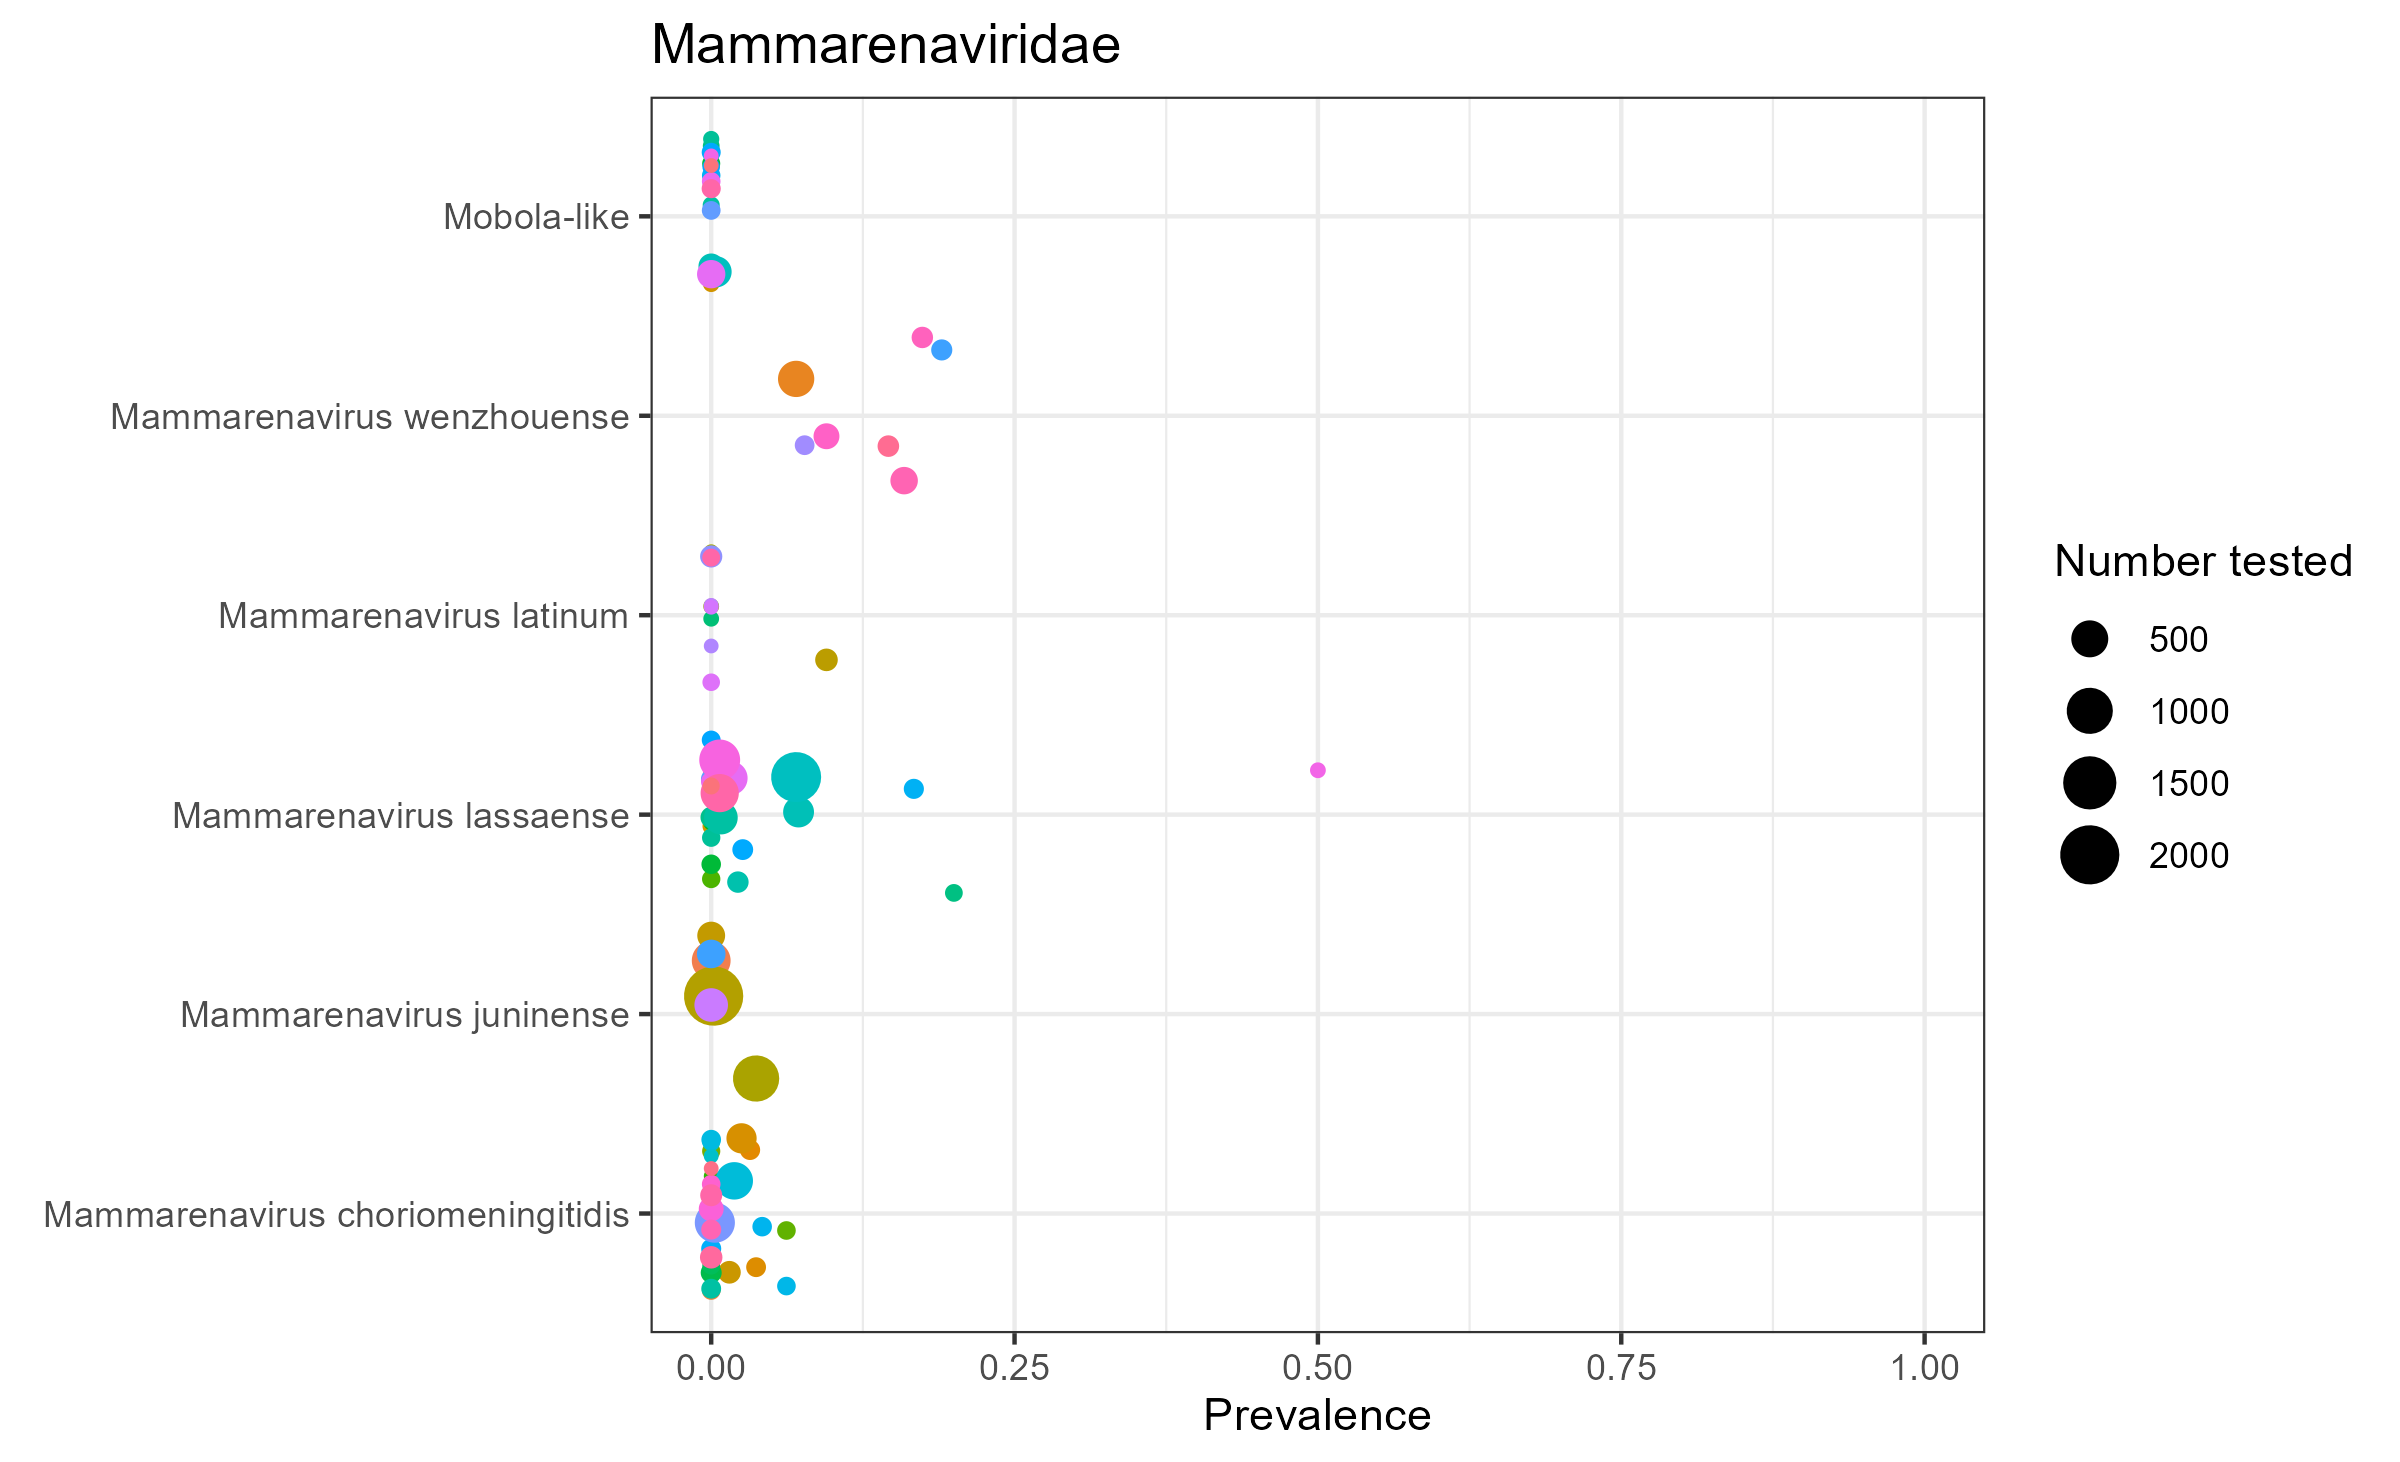 Mammarenaviridae
Mobola-like
Mammarenavirus wenzhouense
Mammarenavirus latinum
Mammarenavirus lassaense
Mammarenavirus juninense
Mammarenavirus choriomeningitidis
0.00 0.25 0.50 0.75 1.00
Prevalence
Number tested
500
1000
1500
2000